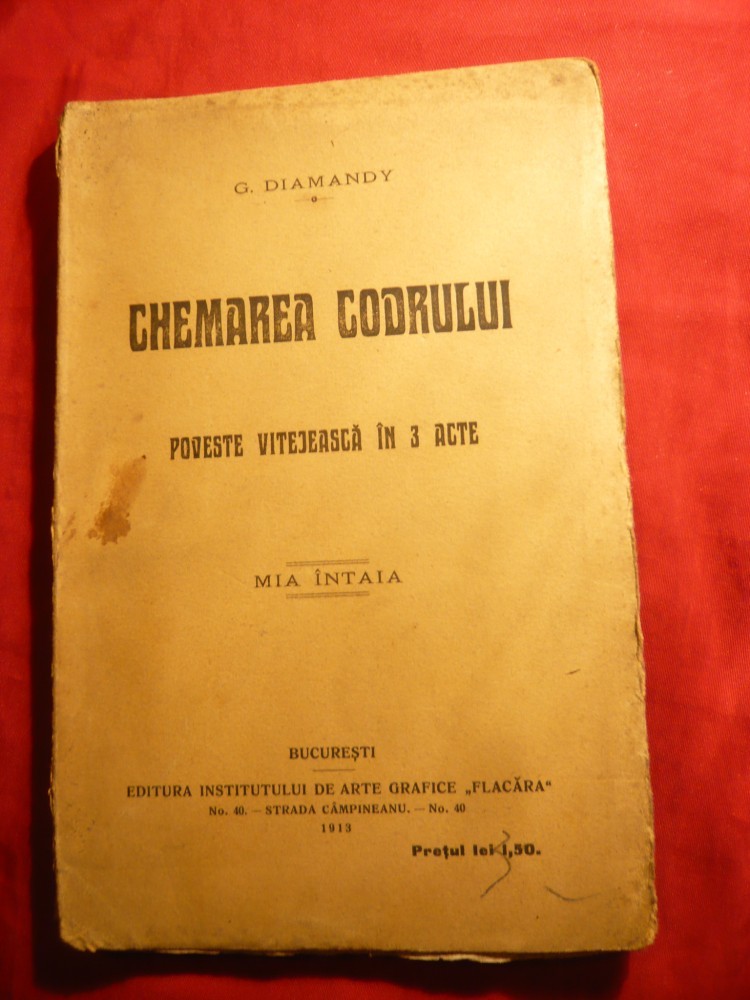 G. DIAMANDY
CHEMAREA CODRULUI
POVESTE VITEJEASCĂ ÎN 3 ACTE
MIA ÎNTAIA
BUCUREȘTI
EDITURA INSTITUTULUI DE ARTE GRAFICE „FLACĂRA“
No. 40. — STRADA CÂMPINEANU. — No. 40
1913
Prețul lei 1,50.